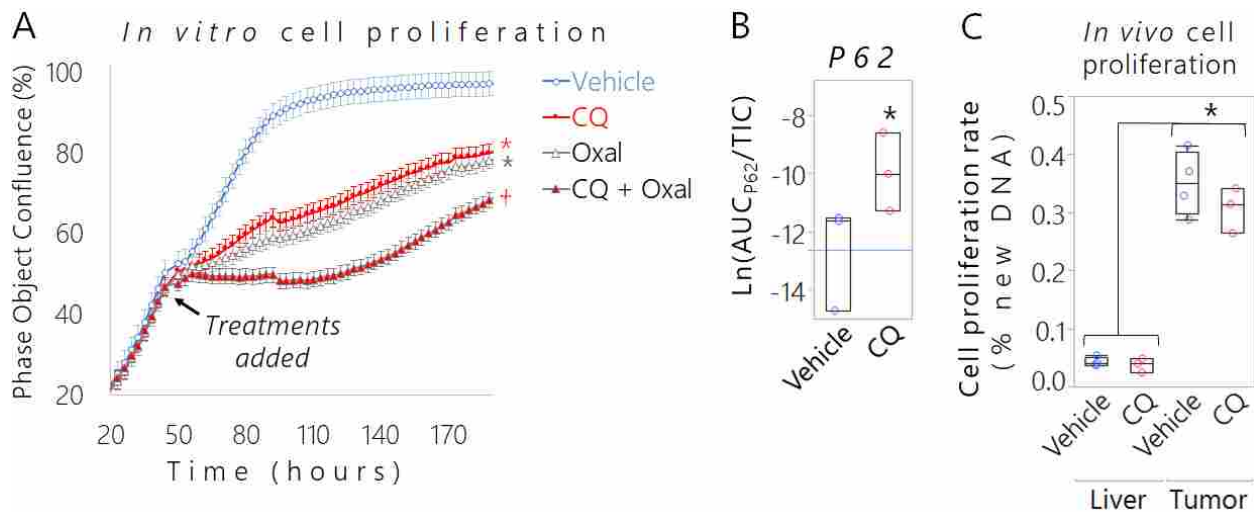 A
In vitro cell proliferation
Phase Object Confluence (%)
100
80
60
40
20
20 50 80 110 140 170
Time (hours)
Treatments
added
Vehicle
CQ
Oxal
CQ + Oxal
*
*
†
B
P62
*
Ln(AUCP62/TIC)
-8
-10
-12
-14
Vehicle
CQ
C
In vivo cell
proliferation
*
Cell proliferation rate
(% new DNA)
0.5
0.4
0.3
0.2
0.1
0.0
Vehicle
CQ
Vehicle
CQ
Liver Tumor